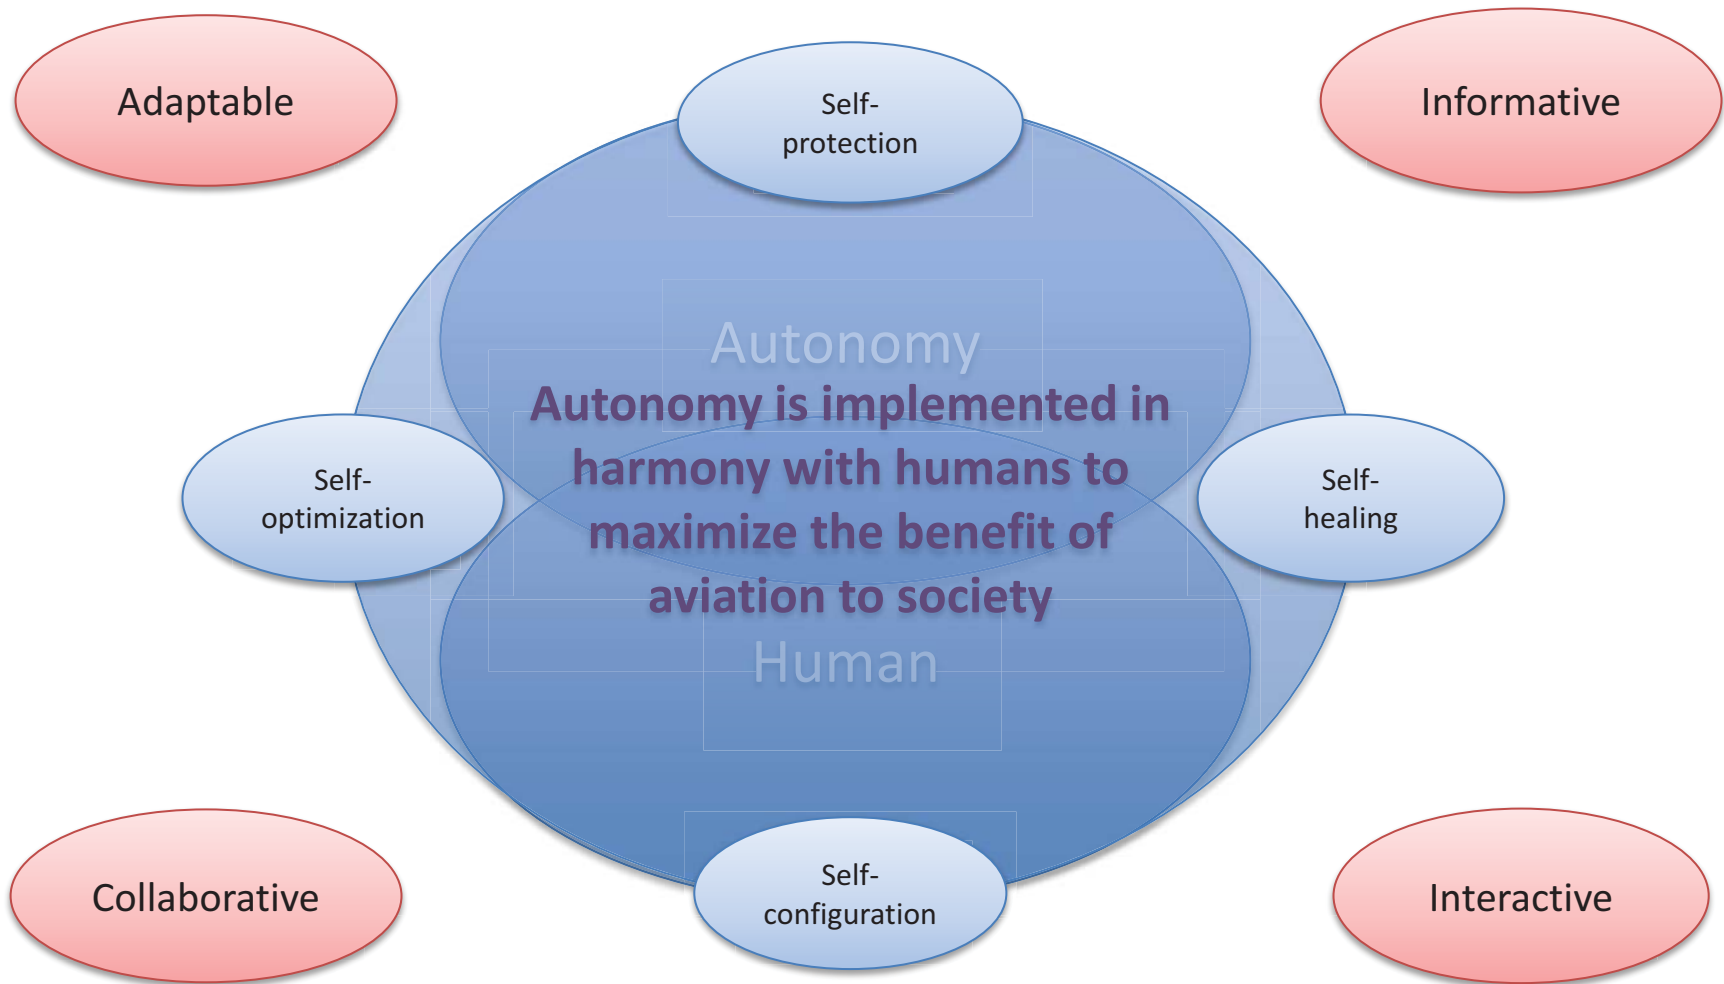 Adaptable
Self-
protection
Informative
Autonomy
Autonomy is implemented in
harmony with humans to
maximize the benefit of
aviation to society
Self-
optimization
Self-
healing
Human
Collaborative
Self-
configuration
Interactive